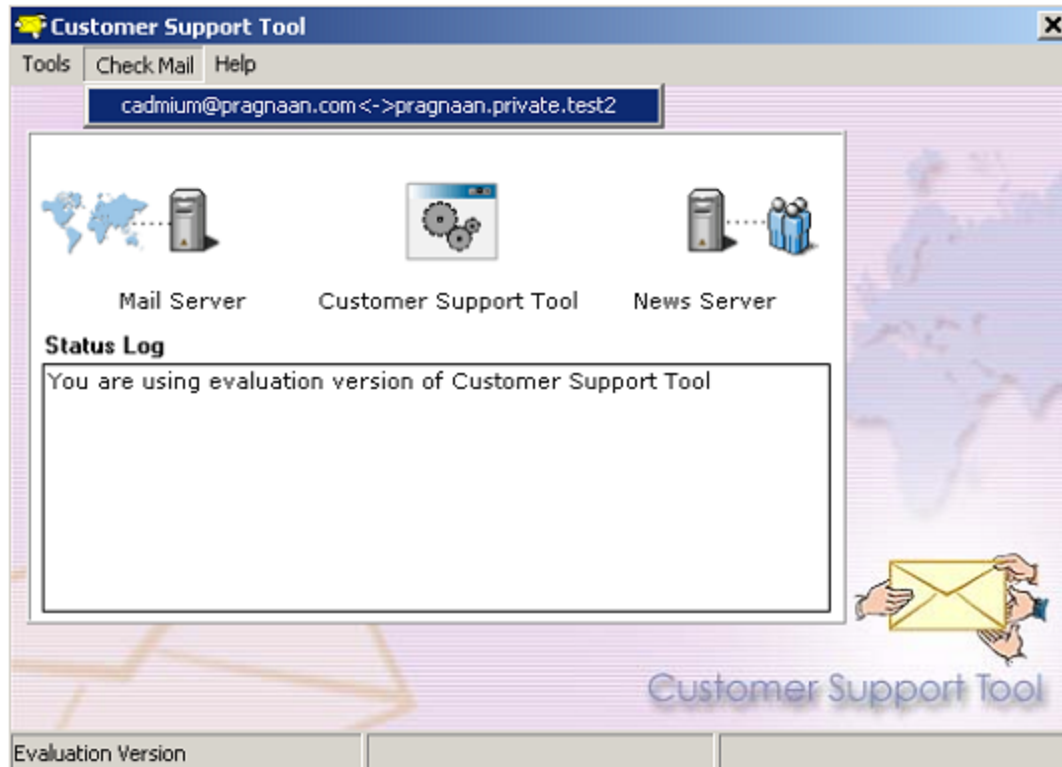 Customer Support Tool
Tools Check Mail Help
cadmium@pragnaan.com<->pragnaan.private.test2
Mail Server Customer Support Tool News Server
Status Log
You are using evaluation version of Customer Support Tool
Customer Support Tool
Evaluation Version